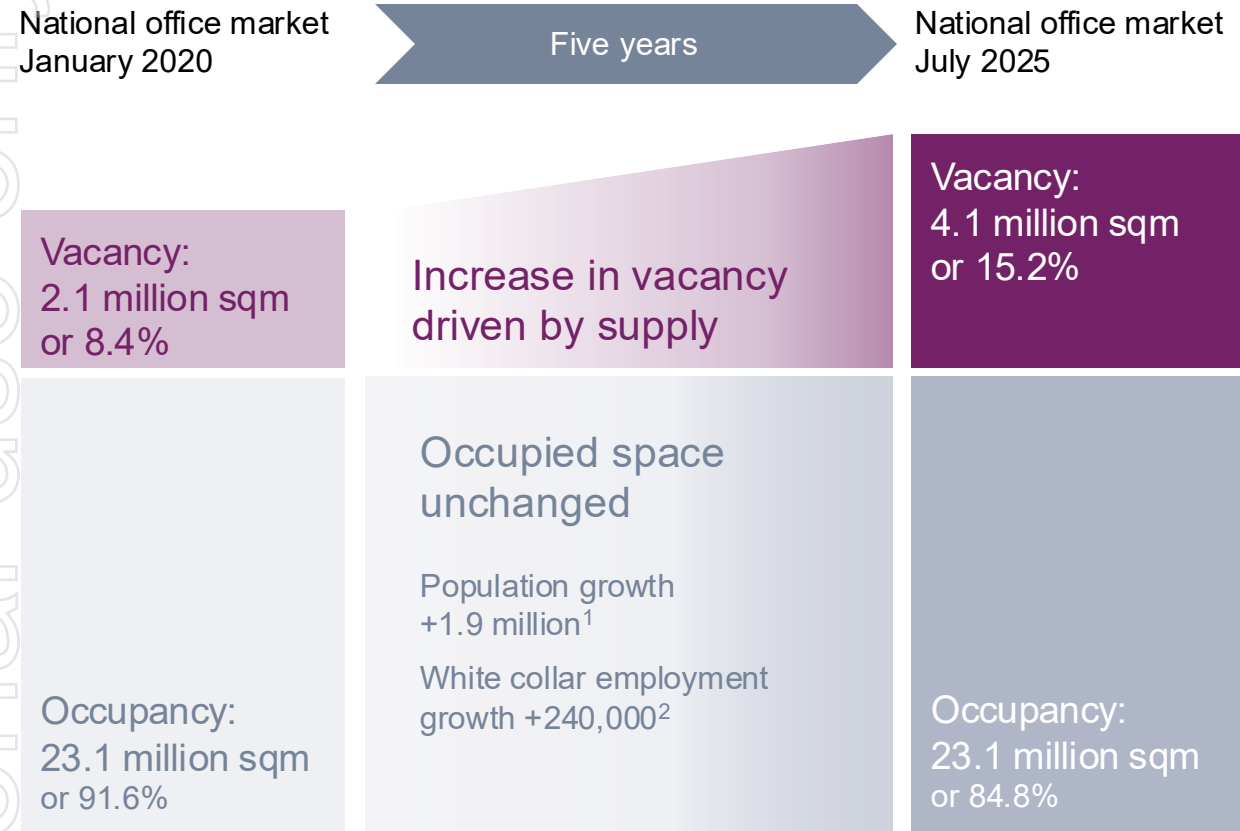 National office market
January 2020
Five years
National office market
July 2025
Vacancy:
2.1 million sqm
or 8.4%
Increase in vacancy
driven by supply
Vacancy:
4.1 million sqm
or 15.2%
Occupancy:
23.1 million sqm
or 91.6%
Occupied space
unchanged
Population growth
+1.9 million¹
White collar employment
growth +240,000²
Occupancy:
23.1 million sqm
or 84.8%